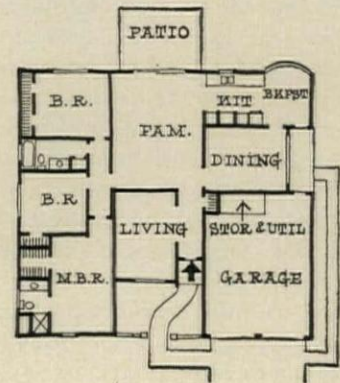 PATIO
B.R.
FAM.
KIT
BKFST
DINING
B.R
LIVING
STOR & UTIL
M.B.R.
GARAGE